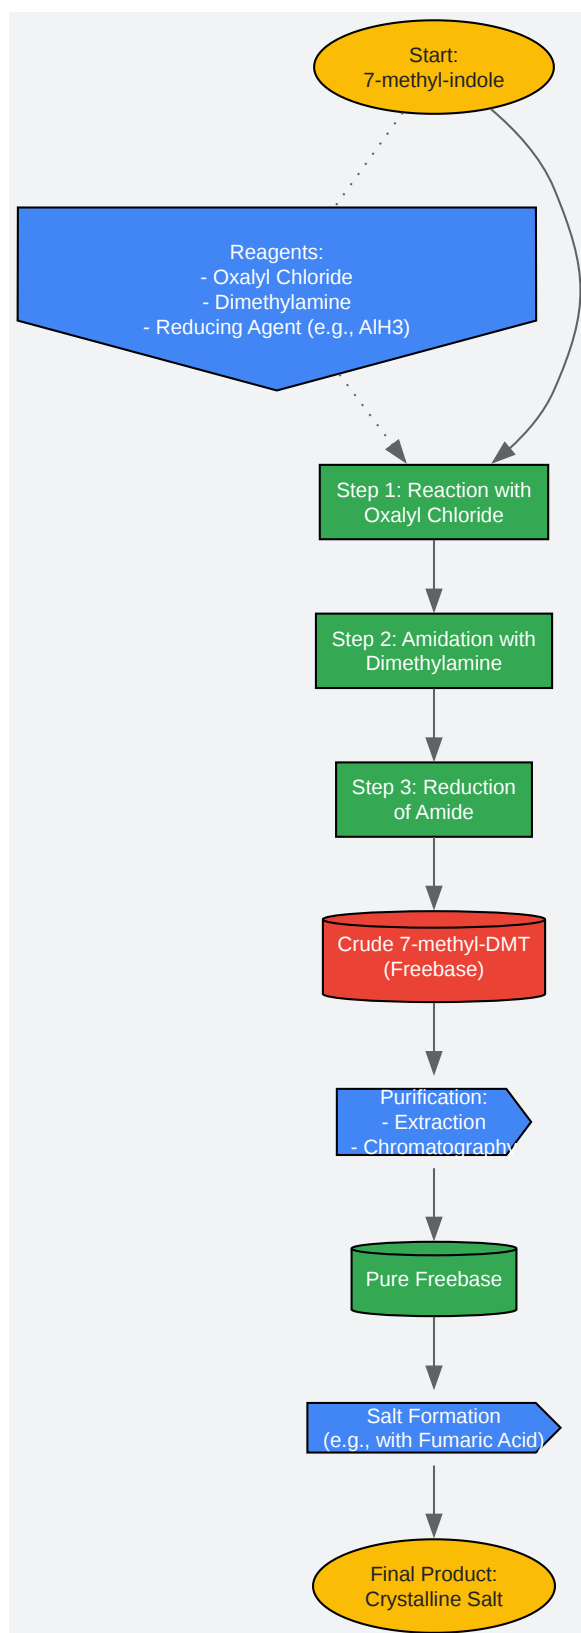 Start:
7-methyl-indole
Reagents:
- Oxalyl Chloride
- Dimethylamine
- Reducing Agent (e.g., AlH3)
Step 1: Reaction with
Oxalyl Chloride
Step 2: Amidation with
Dimethylamine
Step 3: Reduction
of Amide
Crude 7-methyl-DMT
(Freebase)
Purification:
- Extraction
- Chromatography
Pure Freebase
Salt Formation
(e.g., with Fumaric Acid)
Final Product:
Crystalline Salt